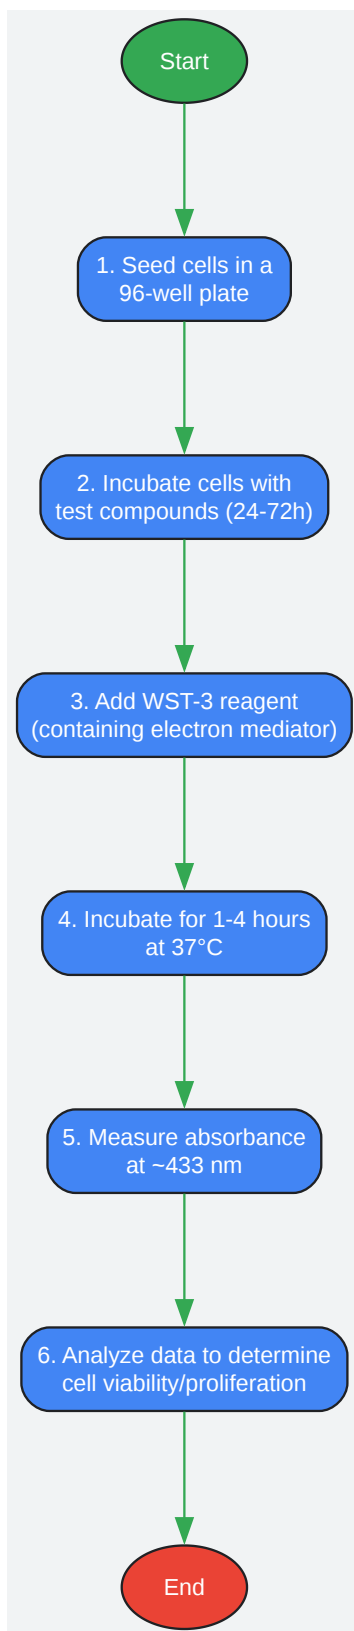 Start
1. Seed cells in a
96-well plate
2. Incubate cells with
test compounds (24-72h)
3. Add WST-3 reagent
(containing electron mediator)
4. Incubate for 1-4 hours
at 37°C
5. Measure absorbance
at ~433 nm
6. Analyze data to determine
cell viability/proliferation
End